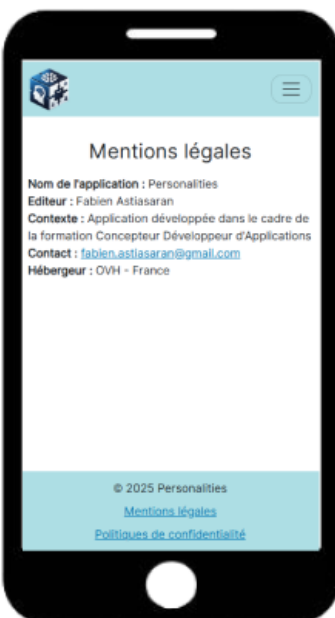 Mentions légales
Nom de l'application : Personalities
Editeur : Fabien Astiasaran
Contexte : Application développée dans le cadre de
la formation Concepteur Développeur d'Applications
Contact : fabien.astiasaran@gmail.com
Hébergeur : OVH - France
© 2025 Personalities
Mentions légales
Politiques de confidentialité